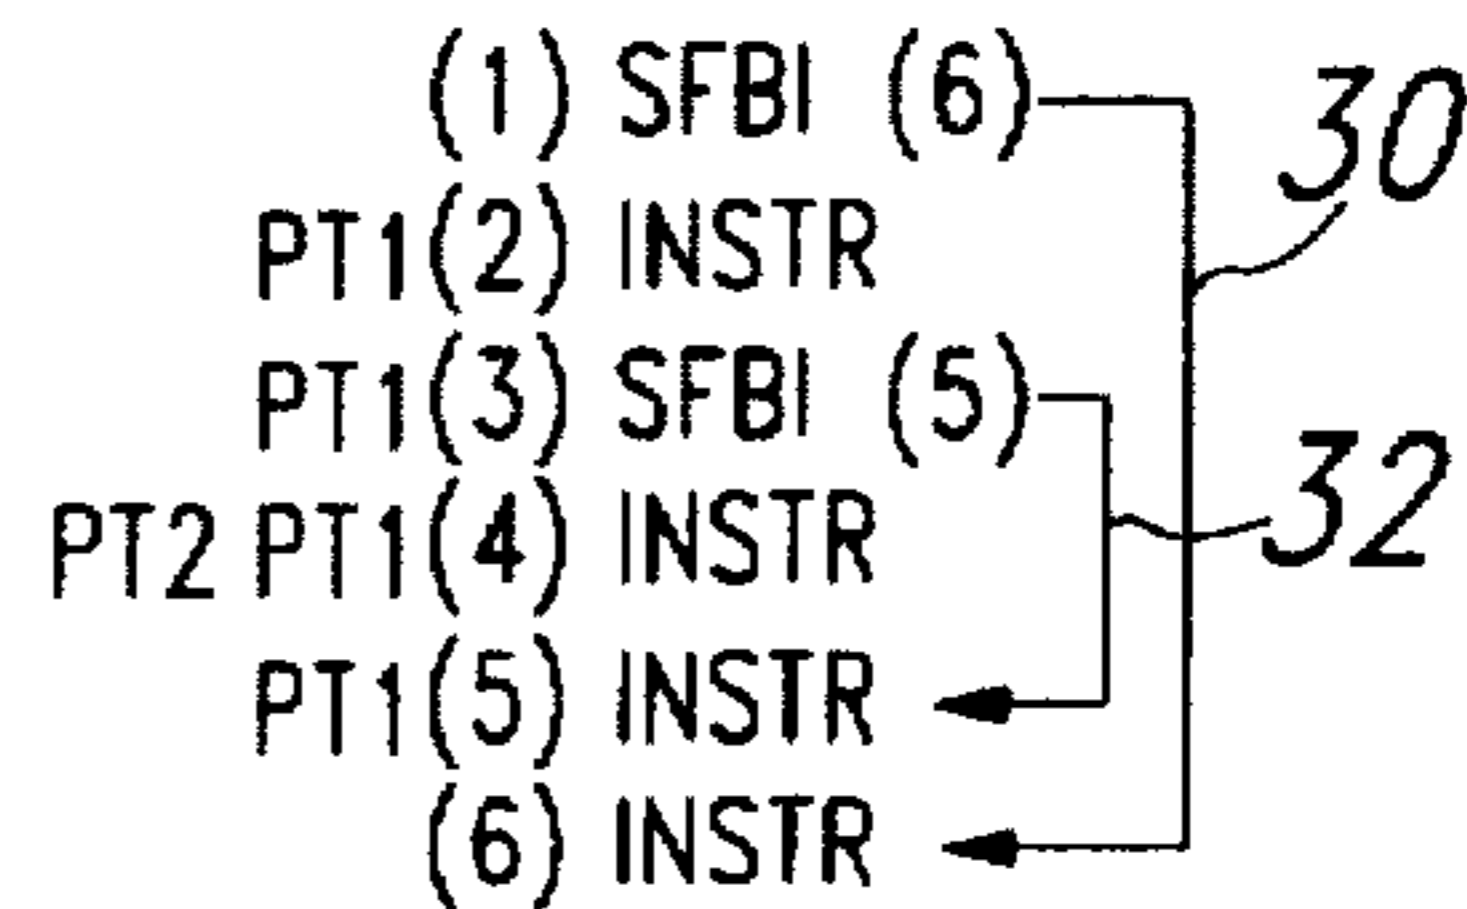 (1) SFBI (6)
30
PT1(2) INSTR
PT1(3) SFBI (5)
32
PT2 PT1(4) INSTR
PT1(5) INSTR
(6) INSTR